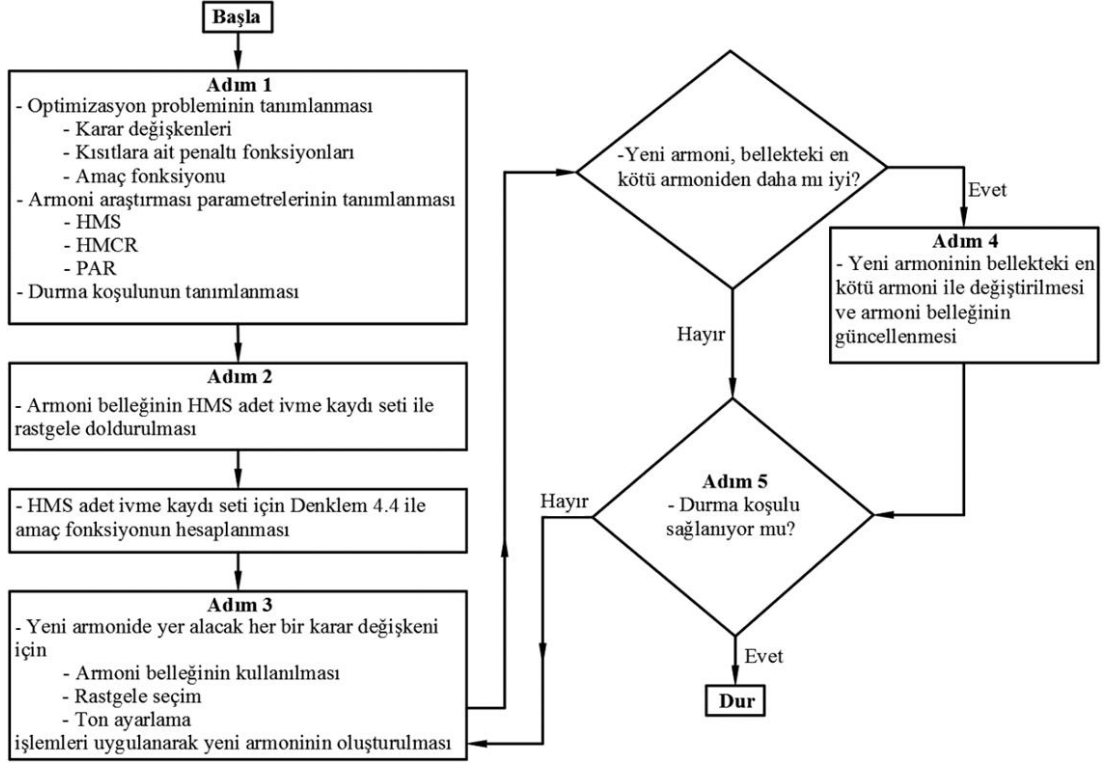 Başla
Adım 1
- Optimizasyon probleminin tanımlanması
- Karar değişkenleri
- Kısıtlara ait penaltı fonksiyonları
- Amaç fonksiyonu
- Armoni araştırması parametrelerinin tanımlanması
- HMS
- HMCR
- PAR
- Durma koşulunun tanımlanması
Adım 2
- Armoni belleğinin HMS adet ivme kaydı seti ile
rastgele doldurulması
- HMS adet ivme kaydı seti için Denklem 4.4 ile
amaç fonksiyonun hesaplanması
Adım 3
- Yeni armonide yer alacak her bir karar değişkeni
için
- Armoni belleğinin kullanılması
- Rastgele seçim
- Ton ayarlama
işlemleri uygulanarak yeni armoninin oluşturulması
-Yeni armoni, bellekteki en
kötü armoniden daha mı iyi?
Evet
Adım 4
- Yeni armoninin bellekteki en
kötü armoni ile değiştirilmesi
ve armoni belleğinin
güncellenmesi
Hayır
Adım 5
- Durma koşulu
sağlanıyor mu?
Hayır
Evet
Dur